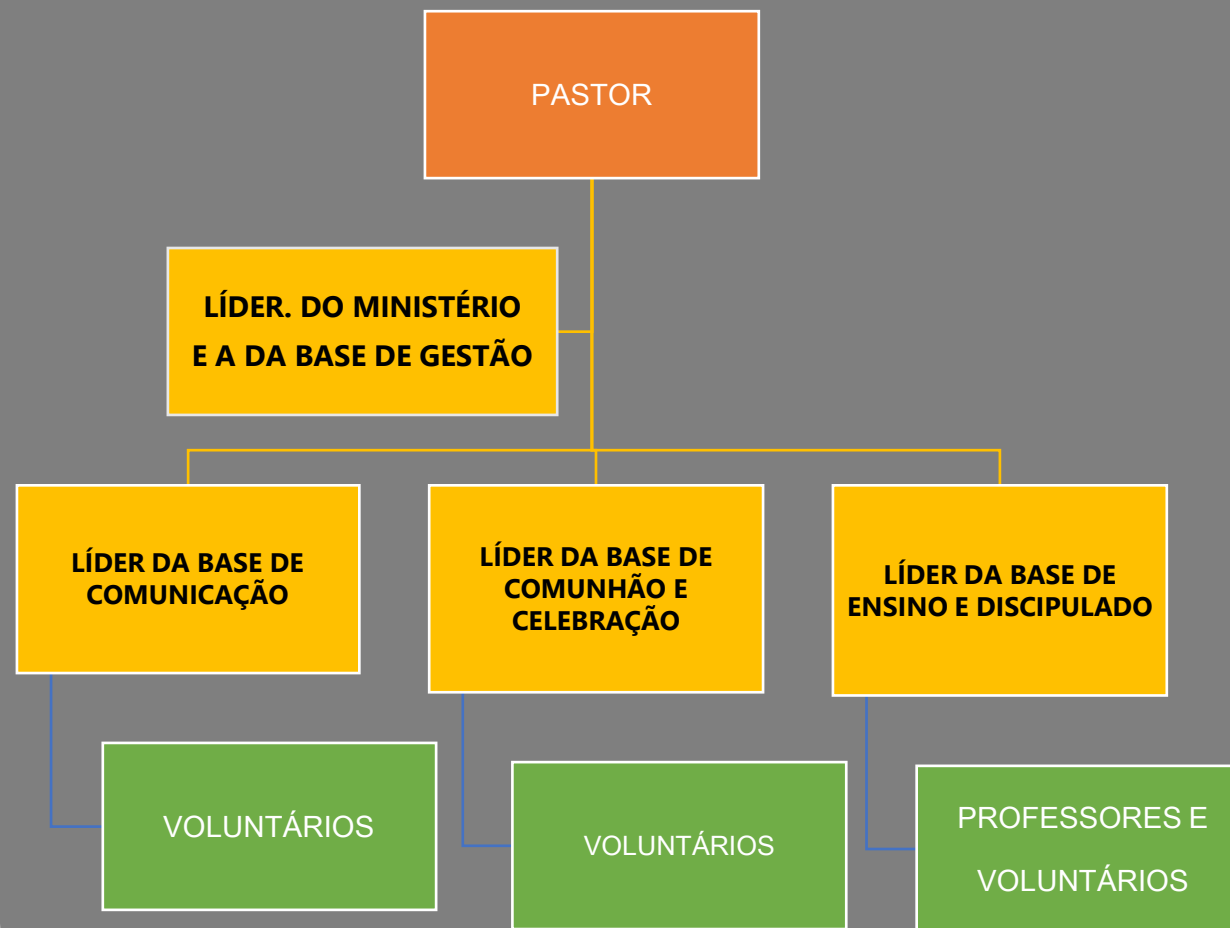 PASTOR
LÍDER. DO MINISTÉRIO
E A DA BASE DE GESTÃO
LÍDER DA BASE DE
COMUNICAÇÃO
LÍDER DA BASE DE
COMUNHÃO E
CELEBRAÇÃO
LÍDER DA BASE DE
ENSINO E DISCIPULADO
VOLUNTÁRIOS
VOLUNTÁRIOS
PROFESSORES E
VOLUNTÁRIOS